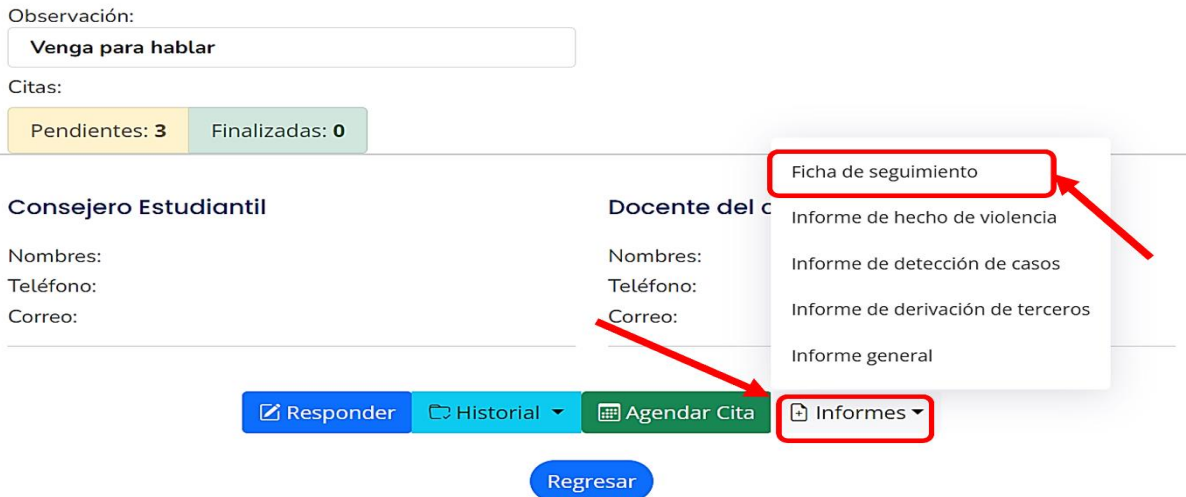 Observación:
Venga para hablar
Citas:
Pendientes: 3 Finalizadas: 0
Consejero Estudiantil
Nombres:
Teléfono:
Correo:
Docente del
Nombres:
Teléfono:
Correo:
Ficha de seguimiento
Informe de hecho de violencia
Informe de detección de casos
Informe de derivación de terceros
Informe general
Responder Historial Agendar Cita Informes
Regresar